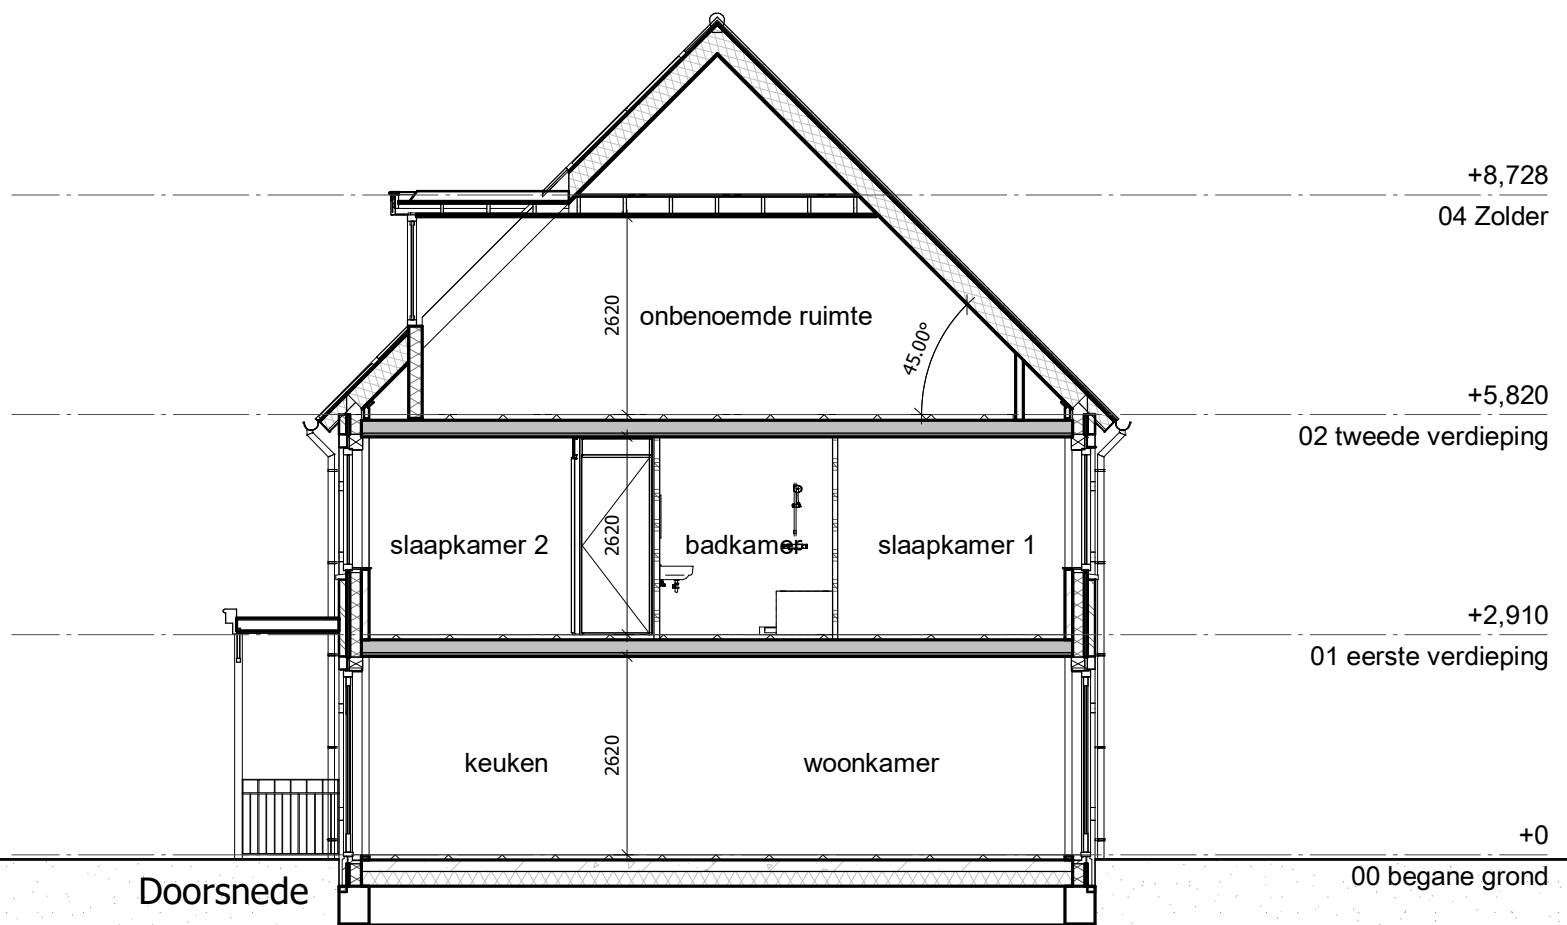 +8,728
04 Zolder
2620
onbenoemde ruimte
45.00°
+5,820
02 tweede verdieping
slaapkamer 2
2620
badkamer
slaapkamer 1
+2,910
01 eerste verdieping
keuken
2620
woonkamer
+0
00 begane grond
Doorsnede